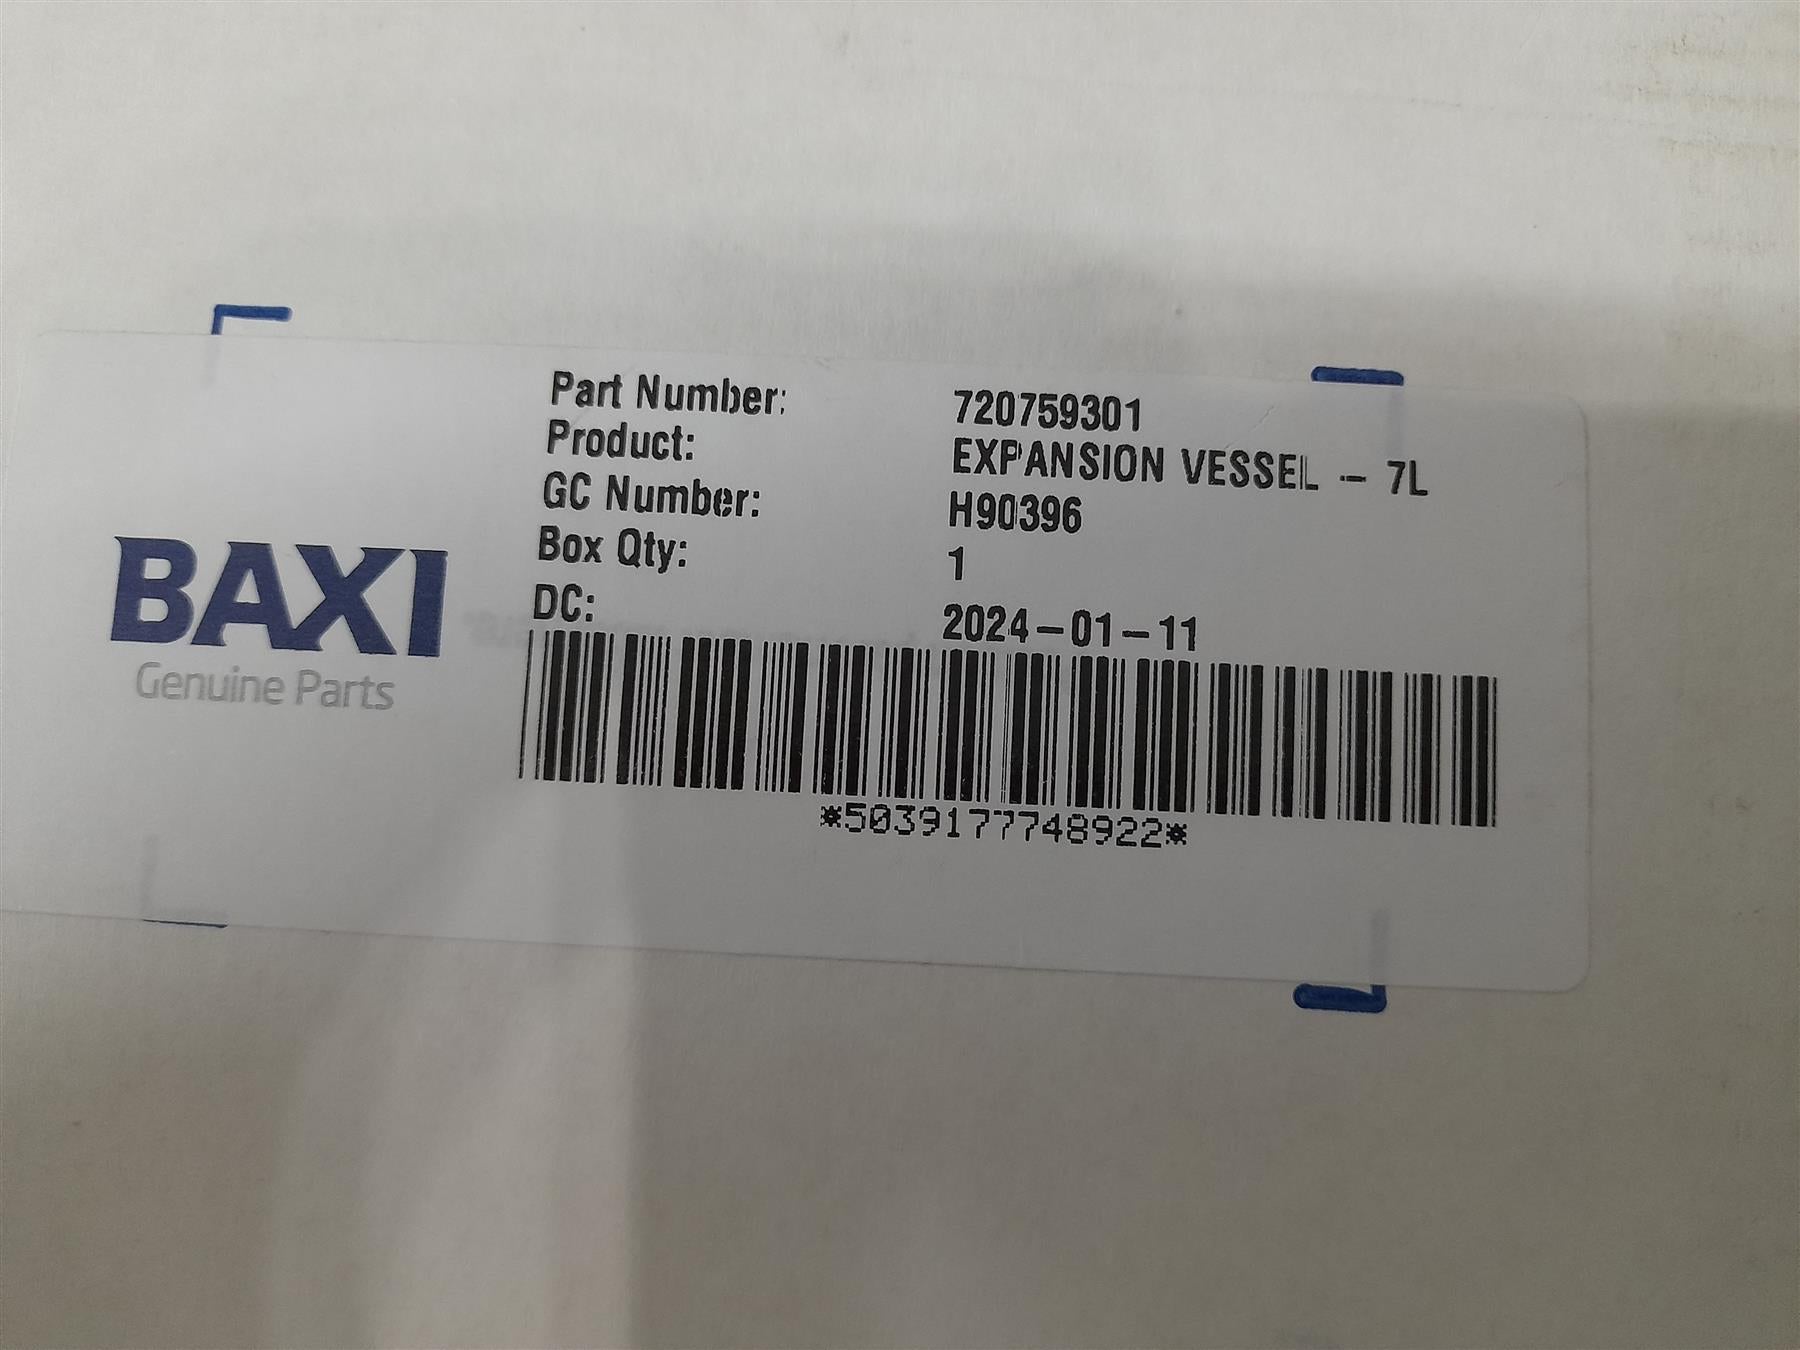 BAXI
Genuine Parts
Part Number: 720759301
Product: EXPANSION VESSEL - 7L
GC Number: H90396
Box Qty: 1
DC: 2024-01-11
*5039177748922*